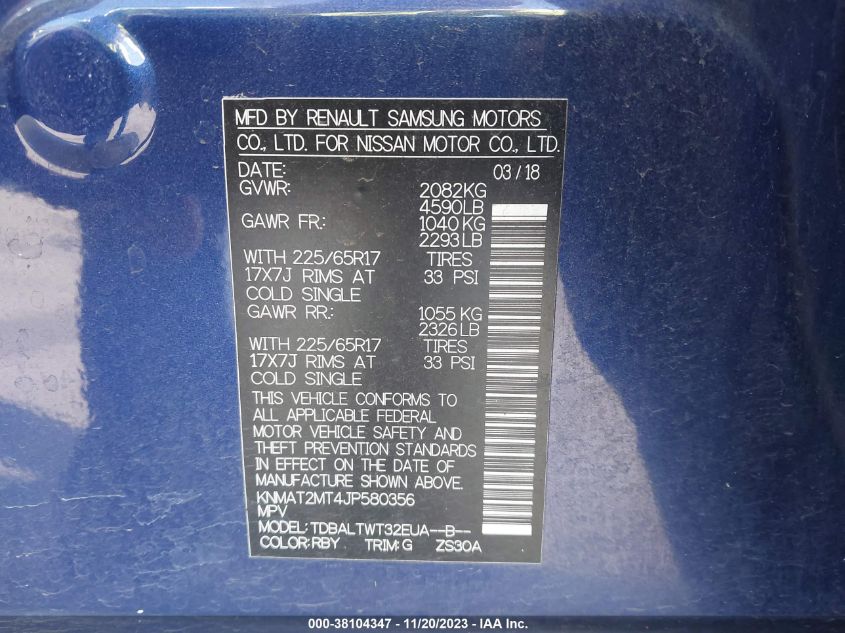 MFD BY RENAULT SAMSUNG MOTORS
CO., LTD. FOR NISSAN MOTOR CO., LTD.
DATE: 03/18
GVWR: 2082KG
4590LB
GAWR FR.: 1040 KG
2293LB
WITH 225/65R17 TIRES
17X7J RIMS AT 33 PSI
COLD SINGLE
GAWR RR.: 1055 KG
2326LB
WITH 225/65R17 TIRES
17X7J RIMS AT 33 PSI
COLD SINGLE
THIS VEHICLE CONFORMS TO
ALL APPLICABLE FEDERAL
MOTOR VEHICLE SAFETY AND
THEFT PREVENTION STANDARDS
IN EFFECT ON THE DATE OF
MANUFACTURE SHOWN ABOVE.
KNMAT2MT4JP580356
MPV
MODEL: TDBALTWT32EUA--B--
COLOR:RBY TRIM:G ZS30A
000-38104347 - 11/20/2023 - IAA Inc.